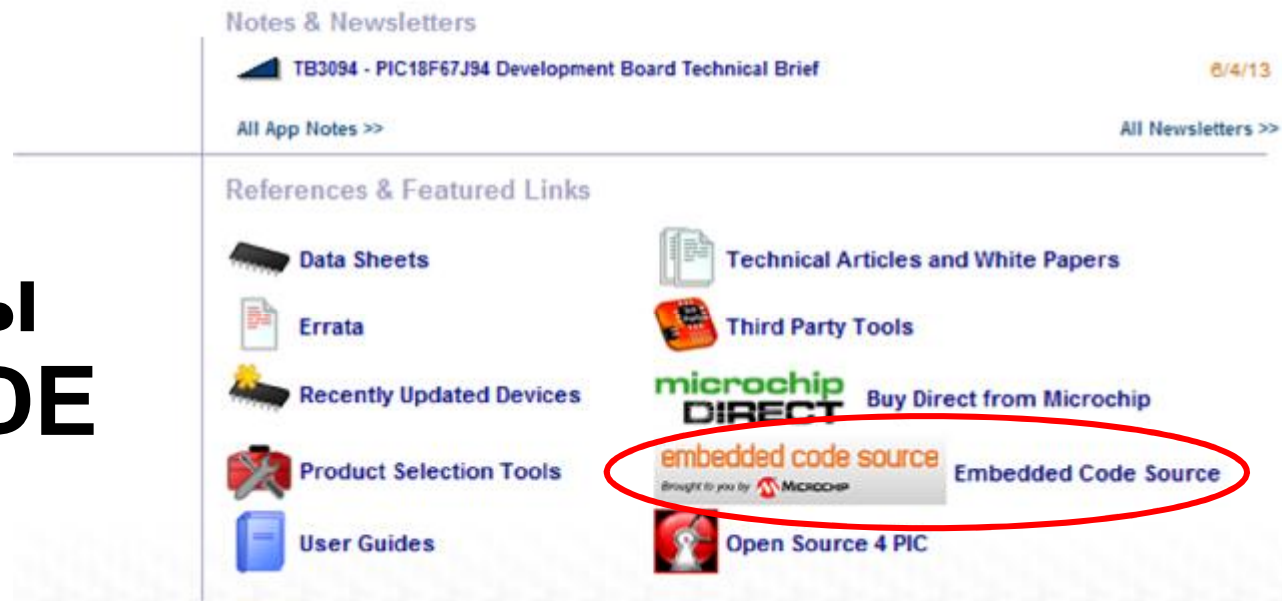 Notes & Newsletters
TB3094 - PIC18F67J94 Development Board Technical Brief 6/4/13
All App Notes >> All Newsletters >>
References & Featured Links
Data Sheets Technical Articles and White Papers
Errata Third Party Tools
Recently Updated Devices microchip DIRECT Buy Direct from Microchip
Product Selection Tools embedded code source Brought to you by MICROCHIP Embedded Code Source
User Guides Open Source 4 PIC
DE